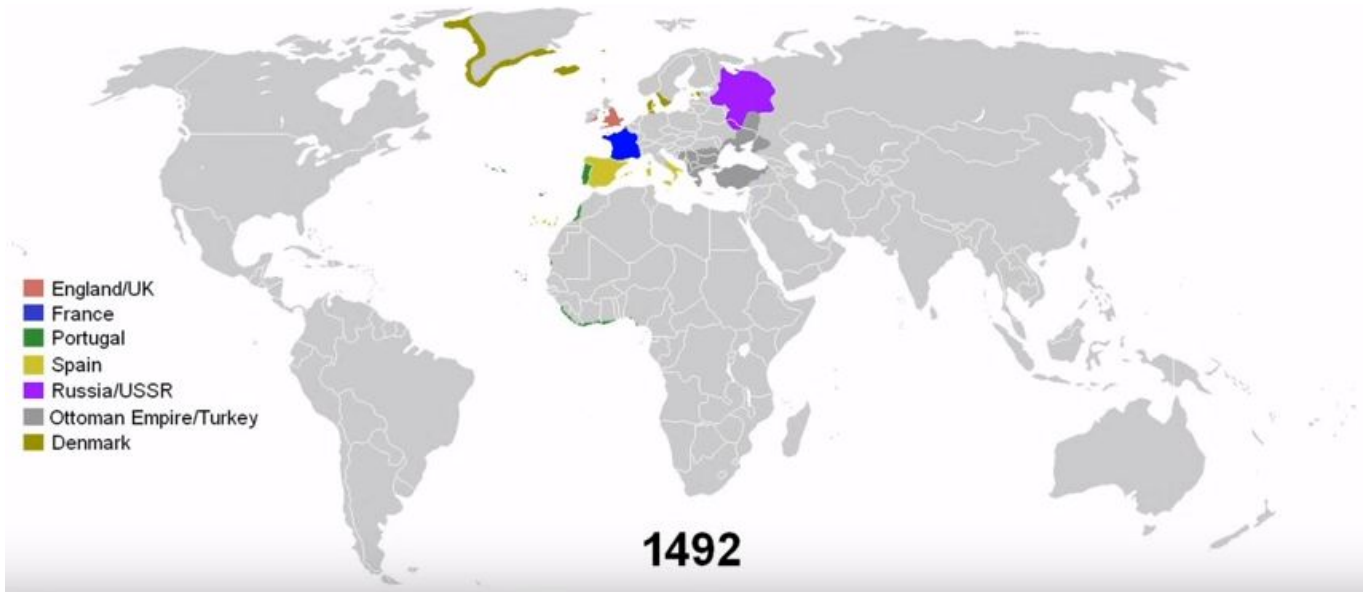 England/UK
France
Portugal
Spain
Russia/USSR
Ottoman Empire/Turkey
Denmark
1492